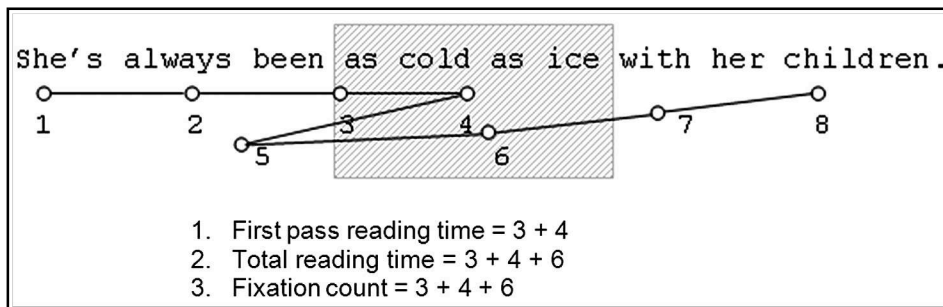 She's always been as cold as ice with her children.
1 2 3 4 7 8
5 6
1. First pass reading time = 3 + 4
2. Total reading time = 3 + 4 + 6
3. Fixation count = 3 + 4 + 6